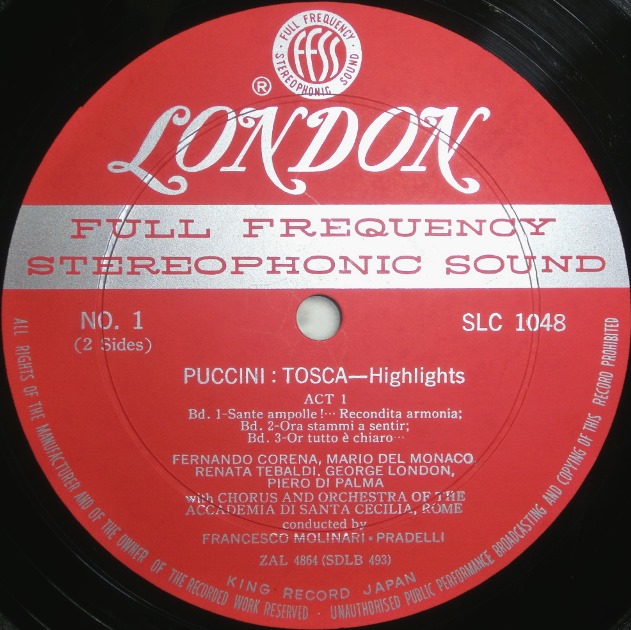 FULL FREQUENCY
FFSS
STEREOPHONIC SOUND
®
LONDON
FULL FREQUENCY
STEREOPHONIC SOUND
NO. 1
(2 Sides)
SLC 1048
PUCCINI : TOSCA—Highlights
ACT 1
Bd. 1-Sante ampolle !··· Recondita armonia;
Bd. 2-Ora stammi a sentir;
Bd. 3-Or tutto è chiaro···
FERNANDO CORENA, MARIO DEL MONACO
RENATA TEBALDI, GEORGE LONDON,
PIERO DI PALMA
with CHORUS AND ORCHESTRA OF THE
ACCADEMIA DI SANTA CECILIA, ROME
conducted by
FRANCESCO MOLINARI - PRADELLI
ZAL 4864 (SDLB 493)
KING RECORD JAPAN
ALL RIGHTS OF THE MANUFACTURER AND OF THE OWNER OF THE RECORDED WORK RESERVED · UNAUTHORISED PUBLIC PERFORMANCE BROADCASTING AND COPYING OF THIS RECORD PROHIBITED